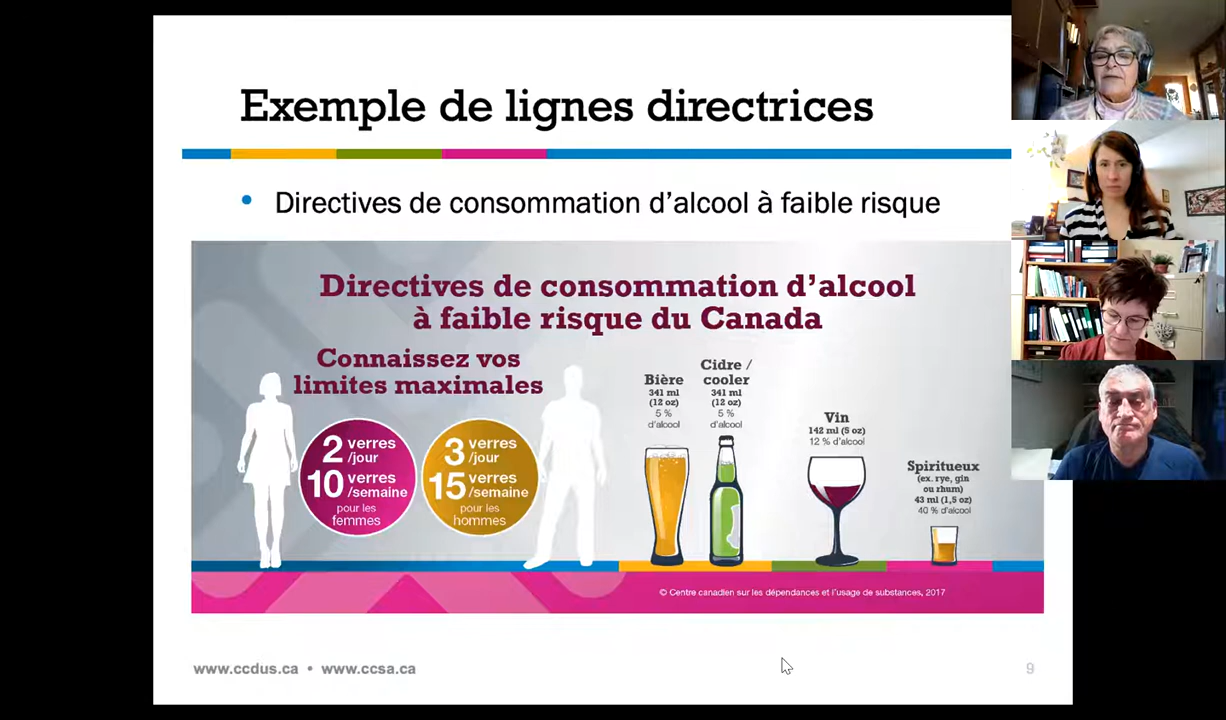 Exemple de lignes directrices
• Directives de consommation d’alcool à faible risque
Directives de consommation d’alcool
à faible risque du Canada
Connaissez vos
limites maximales
2 verres
/jour
10 verres
/semaine
pour les
femmes
3 verres
/jour
15 verres
/semaine
pour les
hommes
Bière
341 ml
(12 oz)
5 %
d’alcool
Cidre /
cooler
341 ml
(12 oz)
5 %
d’alcool
Vin
142 ml (5 oz)
12 % d’alcool
Spiritueux
(ex. rye, gin
ou rhum)
43 ml (1,5 oz)
40 % d’alcool
© Centre canadien sur les dépendances et l’usage de substances, 2017
www.ccdus.ca • www.ccsa.ca
9